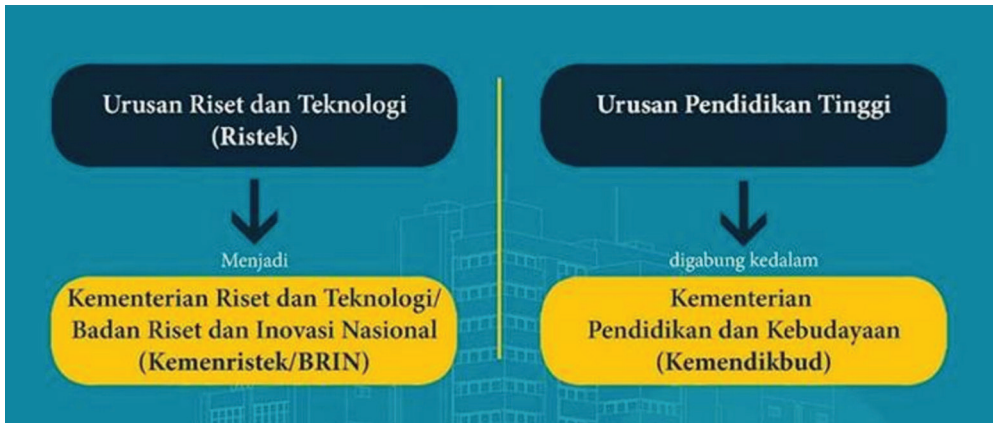 Urusan Riset dan Teknologi
(Ristek)
Menjadi
Kementerian Riset dan Teknologi/
Badan Riset dan Inovasi Nasional
(Kemenristek/BRIN)
Urusan Pendidikan Tinggi
digabung kedalam
Kementerian
Pendidikan dan Kebudayaan
(Kemendikbud)